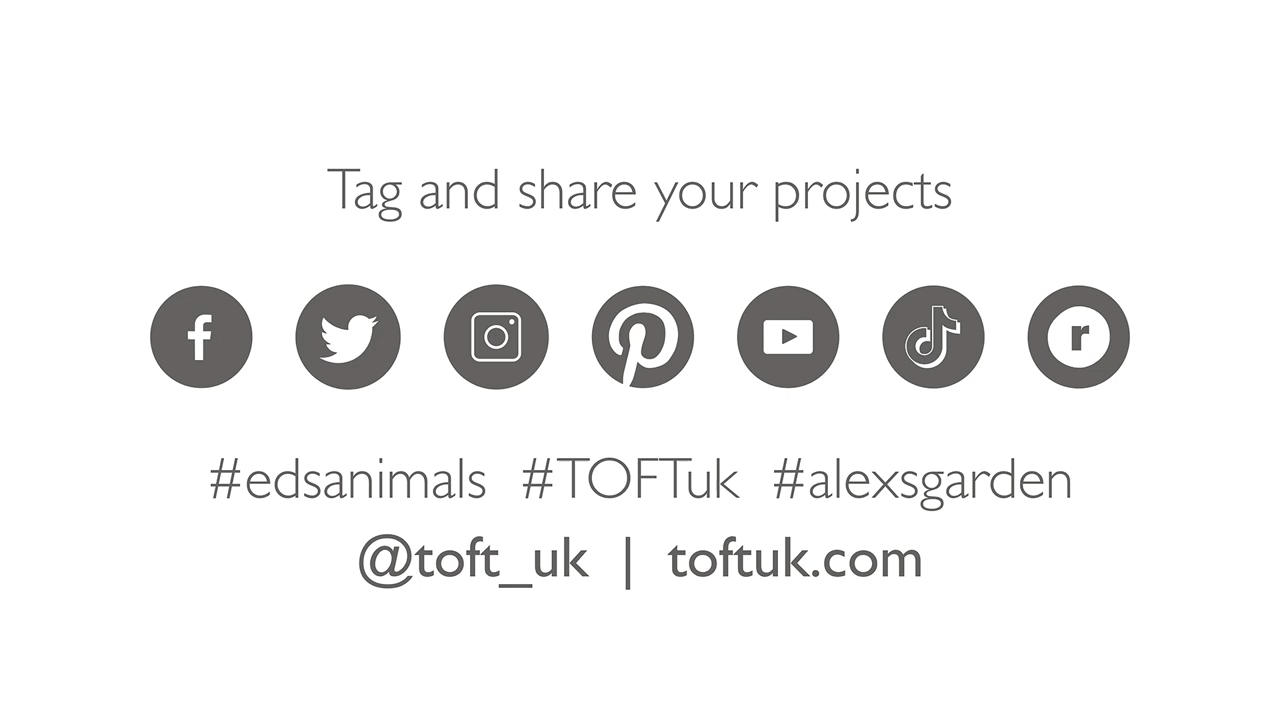 Tag and share your projects
f r
#edsanimals #TOFTuk #alexsgarden
@toft_uk | toftuk.com